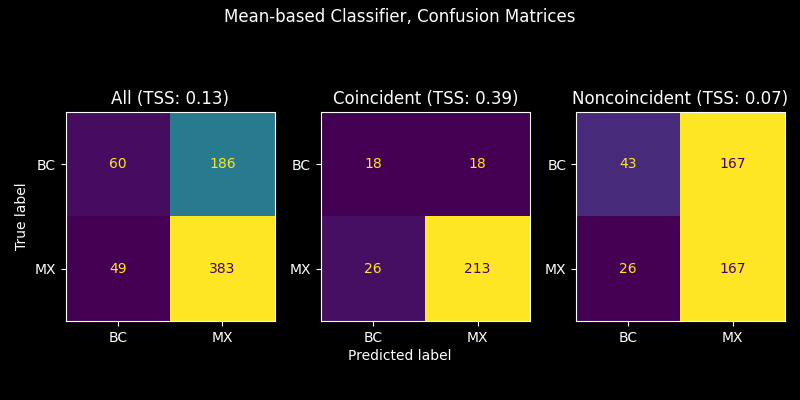 Mean-based Classifier, Confusion Matrices
All (TSS: 0.13)
BC
60
186
MX
49
383
BC
MX
True label
Coincident (TSS: 0.39)
BC
18
18
MX
26
213
BC
MX
Predicted label
Noncoincident (TSS: 0.07)
BC
43
167
MX
26
167
BC
MX